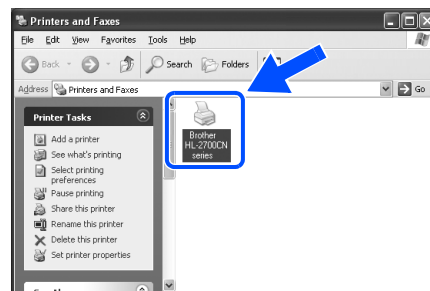 Printers and Faxes
File Edit View Favorites Tools Help
Back Search Folders
Address Printers and Faxes Go
Printer Tasks
Add a printer
See what's printing
Select printing
preferences
Pause printing
Share this printer
Rename this printer
Delete this printer
Set printer properties
Brother
HL-2700CN
series